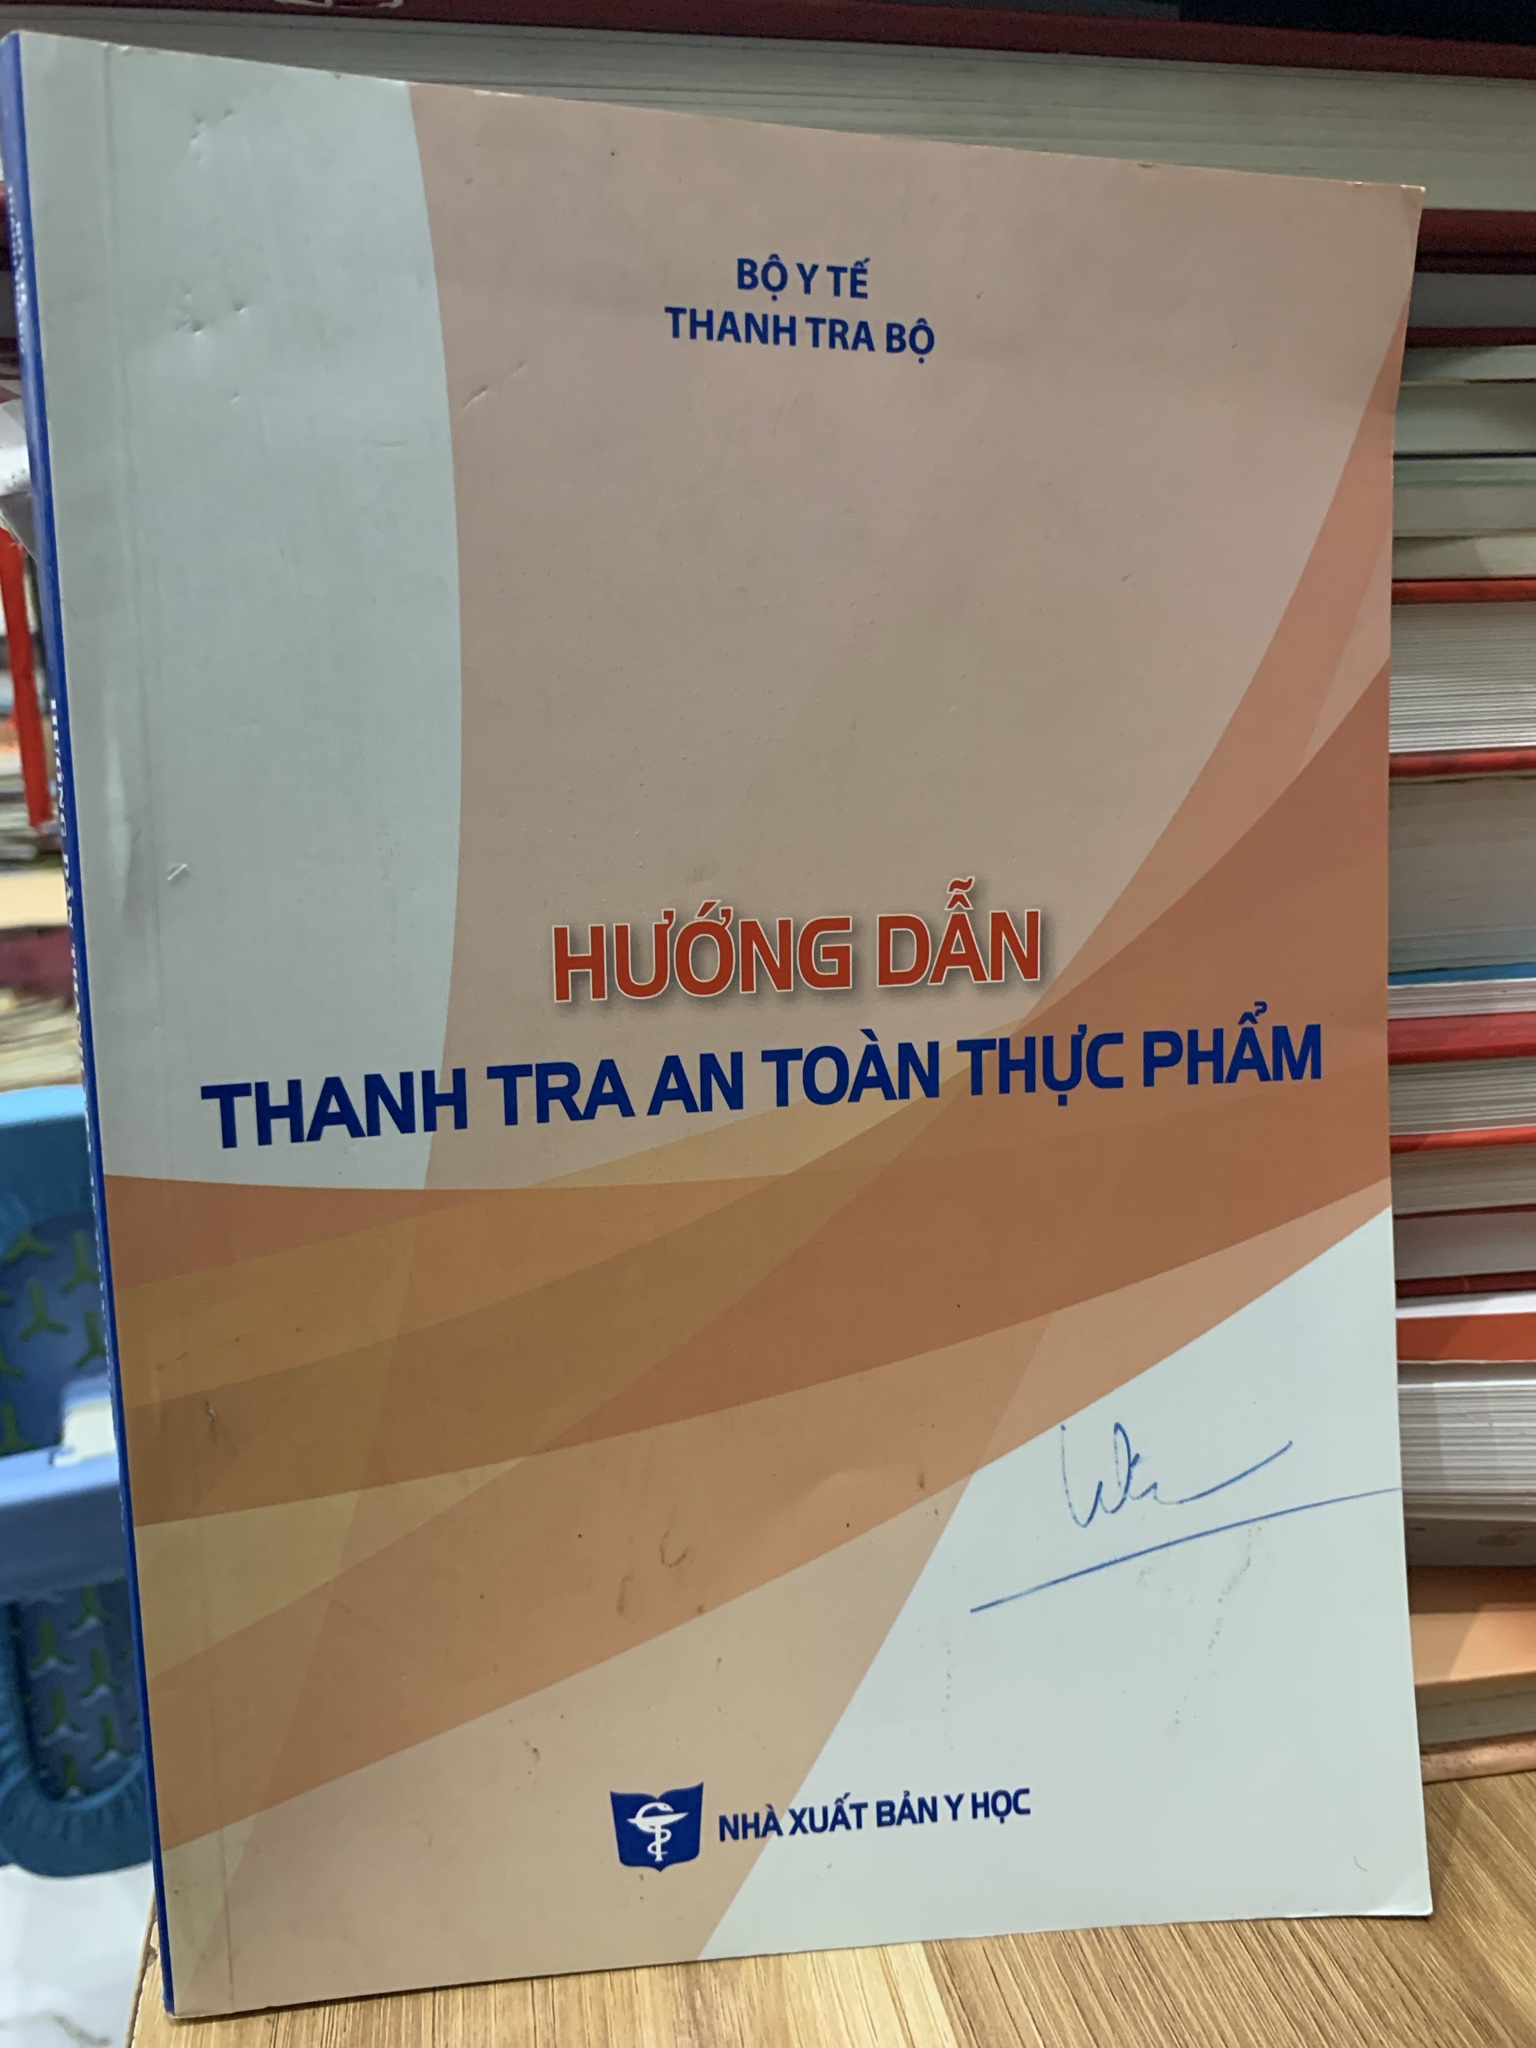 BỘ Y TẾ
THANH TRA BỘ
HƯỚNG DẪN
THANH TRA AN TOÀN THỰC PHẨM
NHÀ XUẤT BẢN Y HỌC